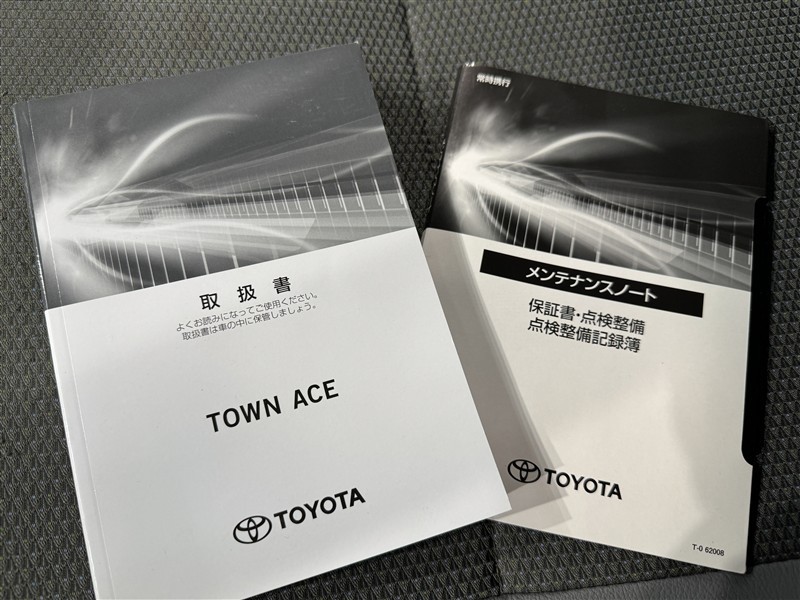 取扱書
よくお読みになってご使用ください。
取扱書は車の中に保管しましょう。
TOWN ACE
TOYOTA
常時携行
メンテナンスノート
保証書・点検整備
点検整備記録簿
TOYOTA
T-0 62008